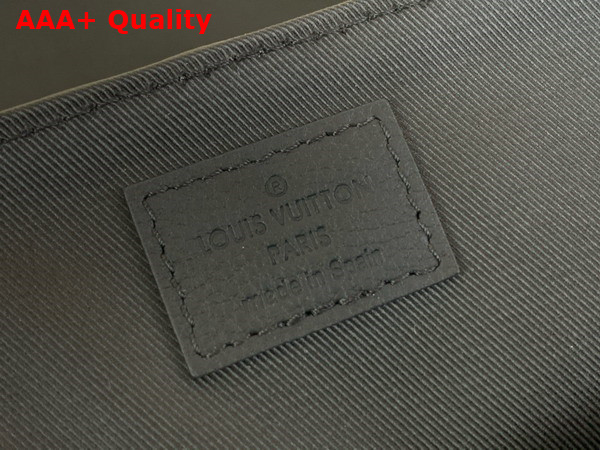 AAA+ Quality
®
LOUIS VUITTON
PARIS
made in Spain